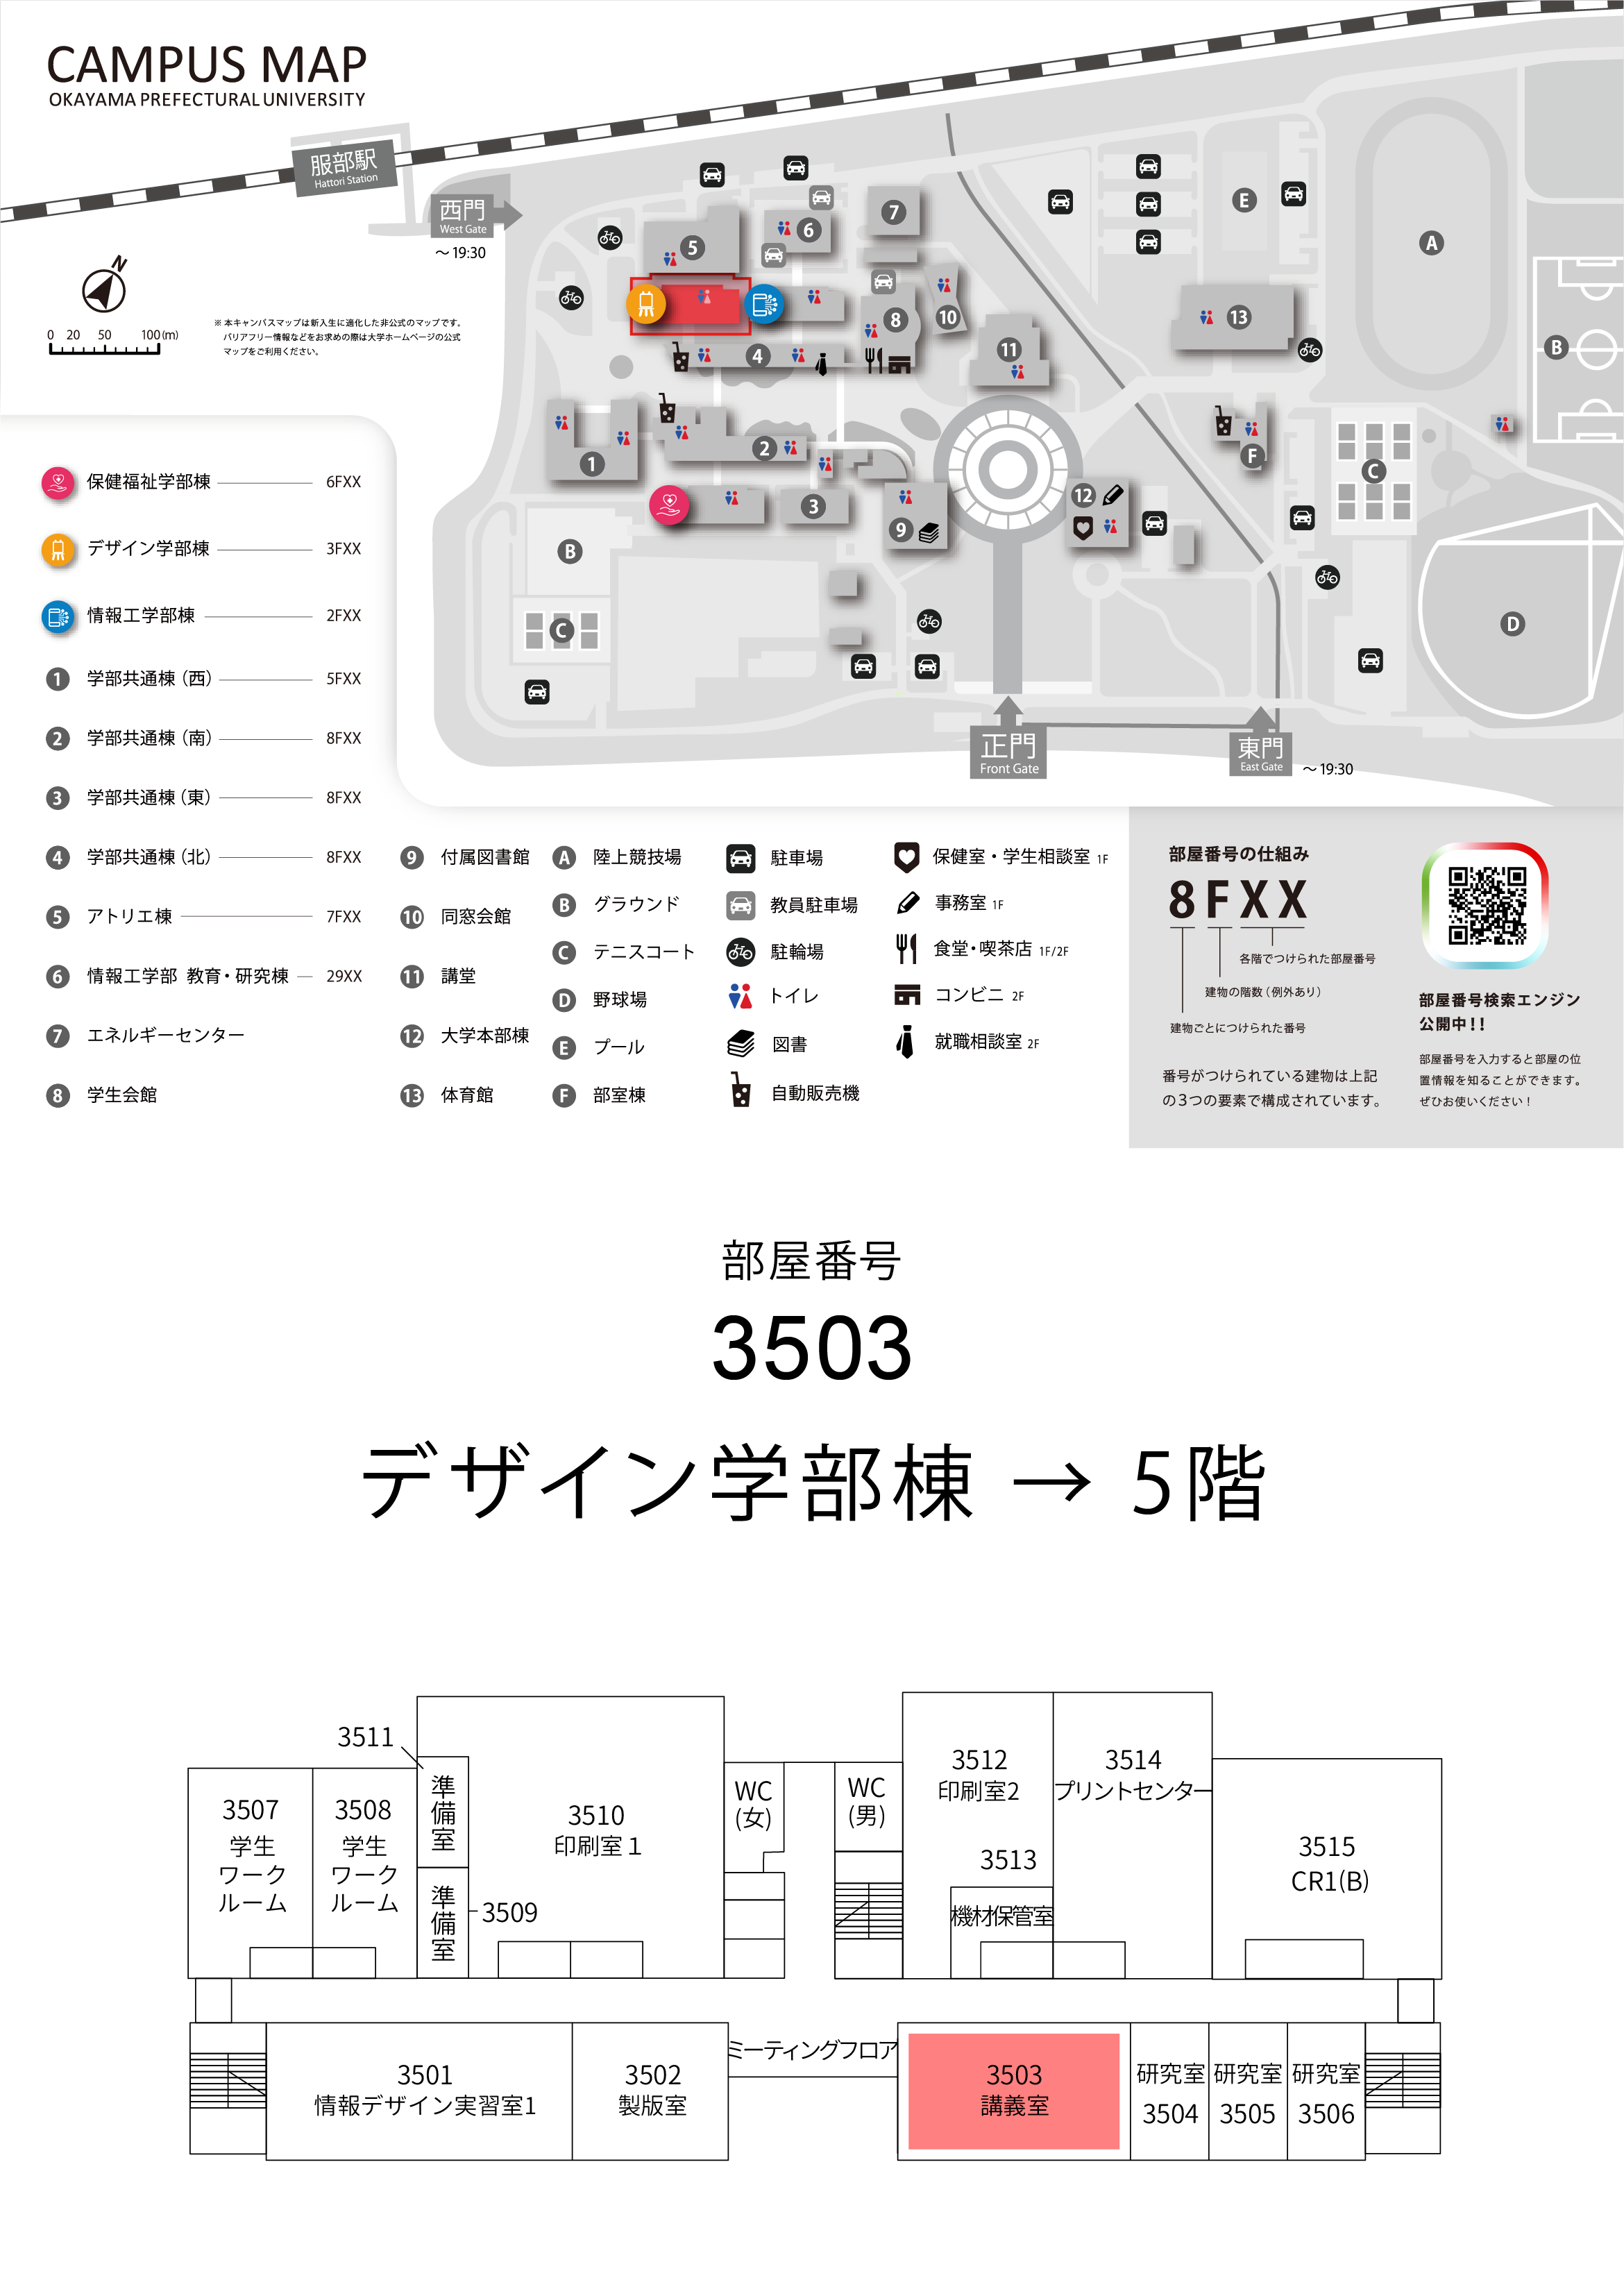 CAMPUS MAP
OKAYAMA PREFECTURAL UNIVERSITY
服部駅
Hattori Station
西門
West Gate
～19:30
N
0 20 50 100(m)
※ 本キャンパスマップは新入生に適化した非公式のマップです。
バリアフリー情報などをお求めの際は大学ホームページの公式
マップをご利用ください。
5
6
7
8
10
4
11
E
13
A
B
1
2
3
9
12
F
C
B
C
D
正門
Front Gate
東門
East Gate
～19:30
保健福祉学部棟 6FXX
デザイン学部棟 3FXX
情報工学部棟 2FXX
1 学部共通棟（西） 5FXX
2 学部共通棟（南） 8FXX
3 学部共通棟（東） 8FXX
4 学部共通棟（北） 8FXX
5 アトリエ棟 7FXX
6 情報工学部 教育・研究棟 29XX
7 エネルギーセンター
8 学生会館
9 付属図書館
10 同窓会館
11 講堂
12 大学本部棟
13 体育館
A 陸上競技場
B グラウンド
C テニスコート
D 野球場
E プール
F 部室棟
駐車場
教員駐車場
駐輪場
トイレ
図書
自動販売機
保健室・学生相談室 1F
事務室 1F
食堂・喫茶店 1F/2F
コンビニ 2F
就職相談室 2F
部屋番号の仕組み
8FXX
各階でつけられた部屋番号
建物の階数（例外あり）
建物ごとにつけられた番号
番号がつけられている建物は上記
の3つの要素で構成されています。
部屋番号検索エンジン
公開中！！
部屋番号を入力すると部屋の位
置情報を知ることができます。
ぜひお使いください！
部屋番号
3503
デザイン学部棟 → 5階
3511
3507
学生
ワーク
ルーム
3508
学生
ワーク
ルーム
準備室
準備室
3509
3510
印刷室1
WC
(女)
WC
(男)
3512
印刷室2
3513
機材保管室
3514
プリントセンター
3515
CR1(B)
3501
情報デザイン実習室1
3502
製版室
ミーティングフロア
3503
講義室
研究室
3504
研究室
3505
研究室
3506